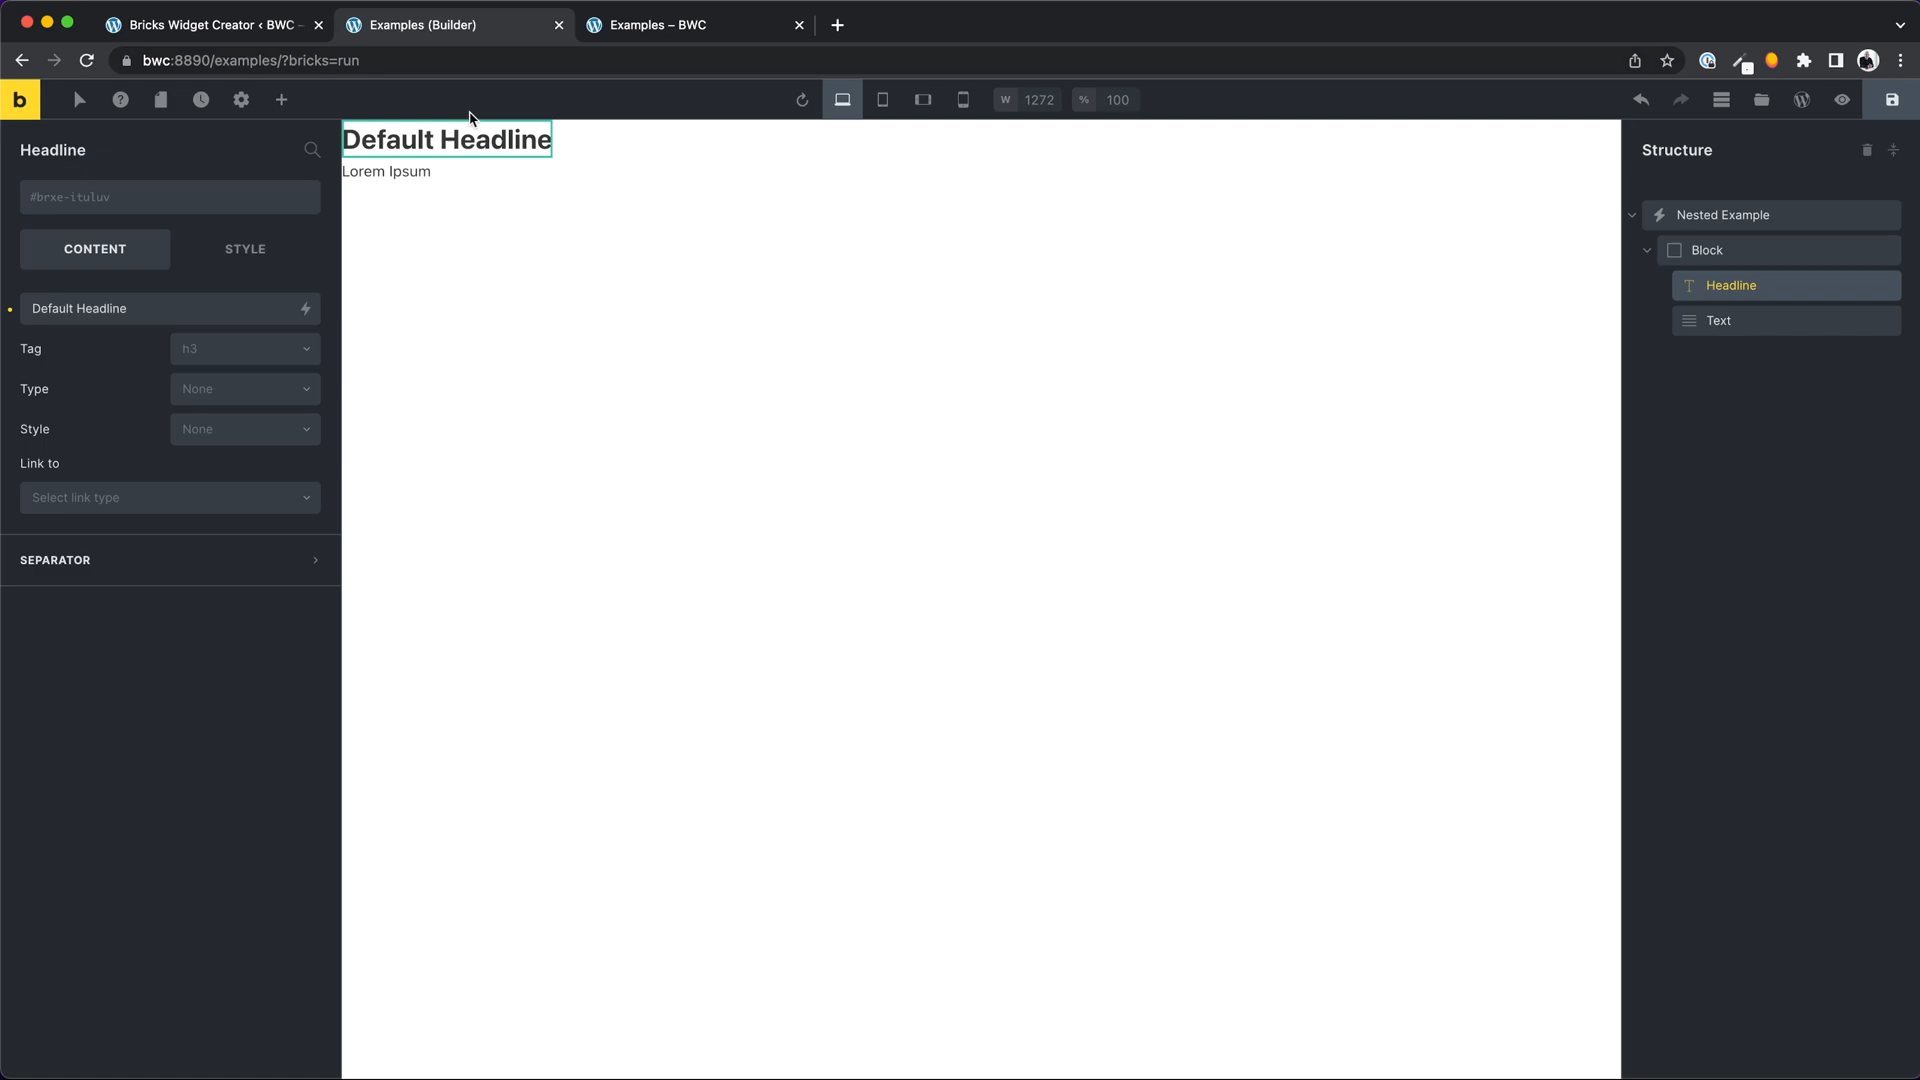 Bricks Widget Creator ‹ BWC –
Examples (Builder)
Examples – BWC
bwc:8890/examples/?bricks=run
b
W 1272
% 100
Headline
#brxe-ituluv
CONTENT
STYLE
Default Headline
Tag
h3
Type
None
Style
None
Link to
Select link type
SEPARATOR
Default Headline
Lorem Ipsum
Structure
Nested Example
Block
Headline
Text